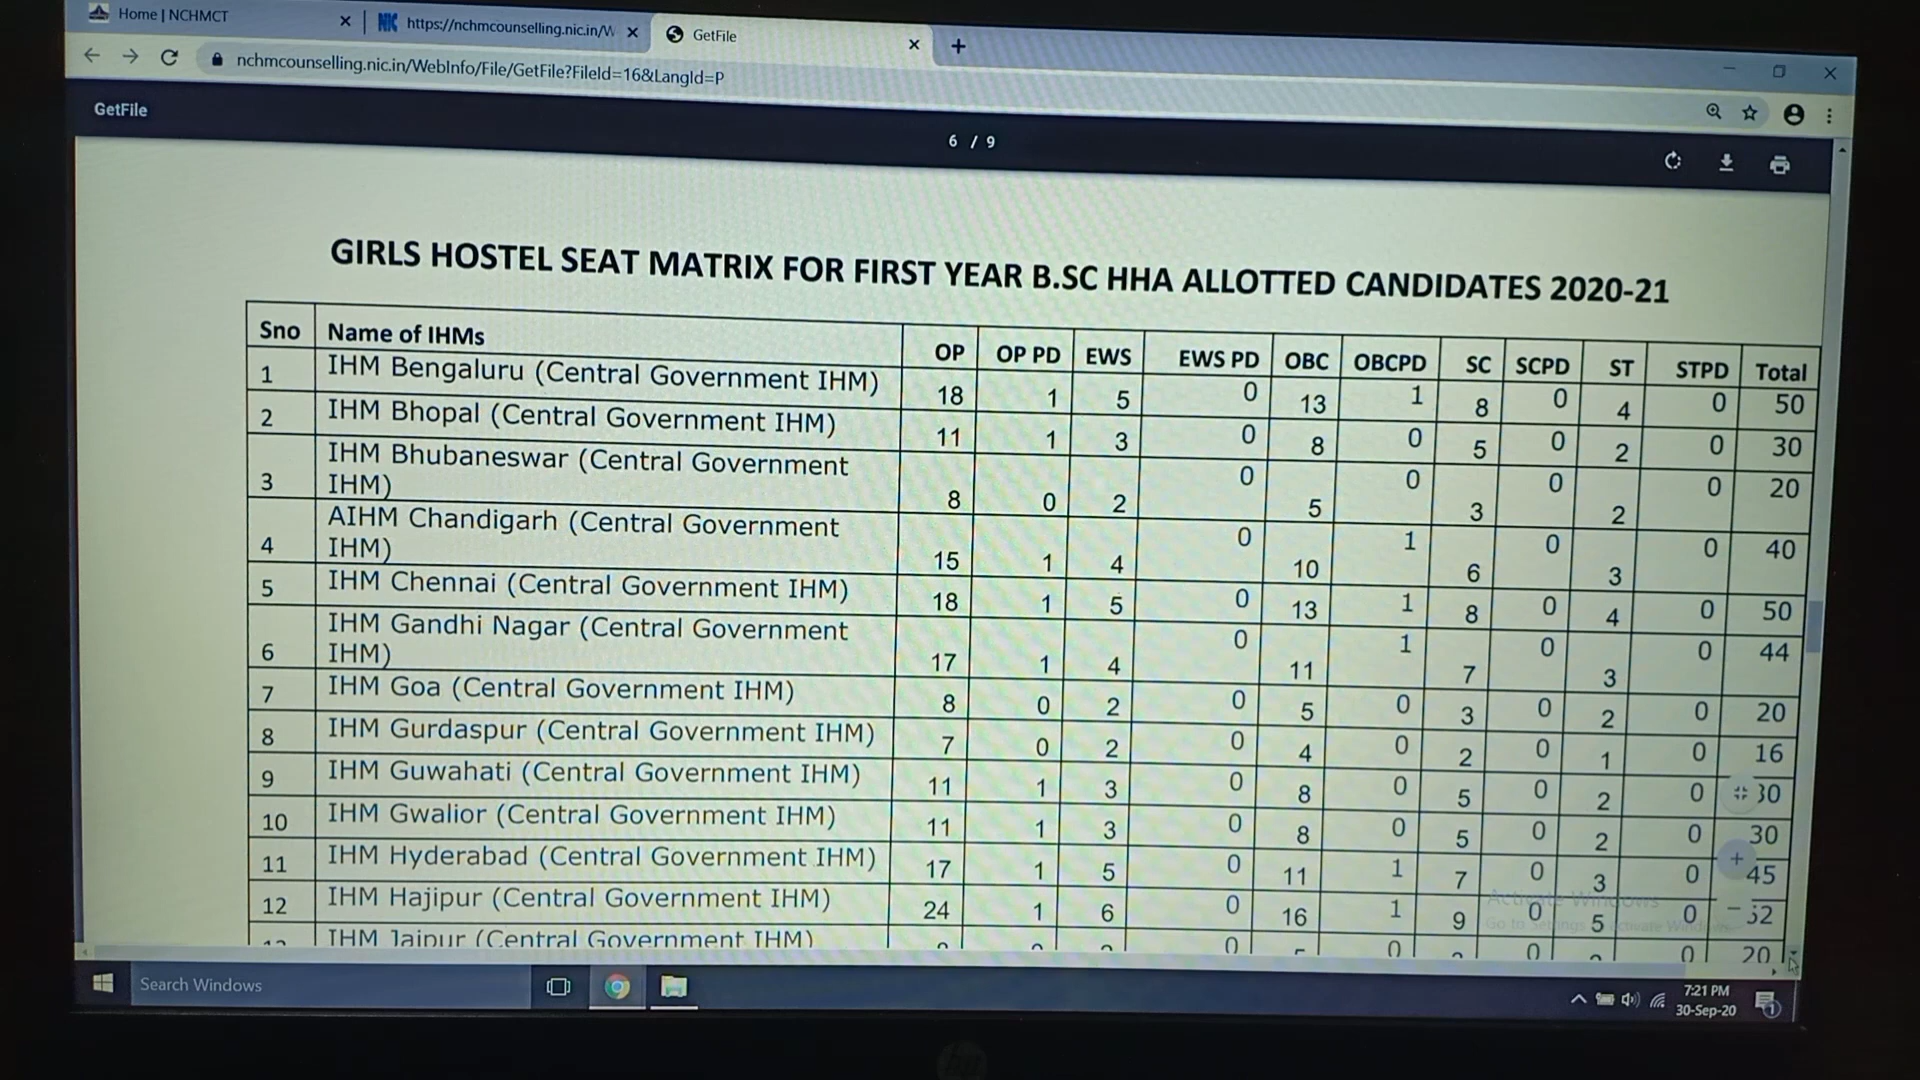 Home | NCHMCT
NIC https://nchmcounselling.nic.in/W
GetFile
nchmcounselling.nic.in/WebInfo/File/GetFile?FileId=16&LangId=P
GetFile
6 / 9
GIRLS HOSTEL SEAT MATRIX FOR FIRST YEAR B.SC HHA ALLOTTED CANDIDATES 2020-21
Sno Name of IHMs OP OP PD EWS EWS PD OBC OBCPD SC SCPD ST STPD Total
1 IHM Bengaluru (Central Government IHM) 18 1 5 0 13 1 8 0 4 0 50
2 IHM Bhopal (Central Government IHM) 11 1 3 0 8 0 5 0 2 0 30
3 IHM Bhubaneswar (Central Government
IHM) 8 0 2 0 5 0 3 0 2 0 20
4 AIHM Chandigarh (Central Government
IHM) 15 1 4 0 10 1 6 0 3 0 40
5 IHM Chennai (Central Government IHM) 18 1 5 0 13 1 8 0 4 0 50
6 IHM Gandhi Nagar (Central Government
IHM) 17 1 4 0 11 1 7 0 3 0 44
7 IHM Goa (Central Government IHM) 8 0 2 0 5 0 3 0 2 0 20
8 IHM Gurdaspur (Central Government IHM) 7 0 2 0 4 0 2 0 1 0 16
9 IHM Guwahati (Central Government IHM) 11 1 3 0 8 0 5 0 2 0 30
10 IHM Gwalior (Central Government IHM) 11 1 3 0 8 0 5 0 2 0 30
11 IHM Hyderabad (Central Government IHM) 17 1 5 0 11 1 7 0 3 0 45
12 IHM Hajipur (Central Government IHM) 24 1 6 0 16 1 9 0 5 0
IHM Jaipur (Central Government IHM) 0 0 0 0 20
Activate Windows
Go to Settings to activate Windows
Search Windows
7:21 PM
30-Sep-20
1
hp